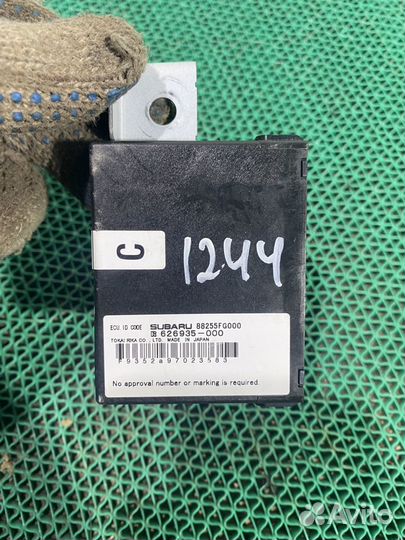 C
1244
ECU.ID CODE SUBARU 88255FG000
626935-000
TOKAI RIKA CO., LTD. MADE IN JAPAN
F9352a97023583
No approval number or marking is required.
Avito